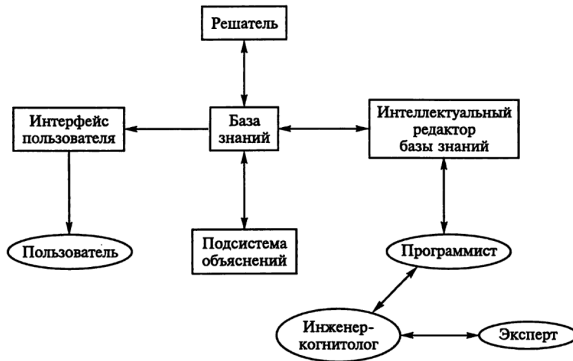 Решатель
Интерфейс
пользователя
База
знаний
Интеллектуальный
редактор
базы знаний
Пользователь
Подсистема
объяснений
Программист
Инженер-
когнитолог
Эксперт